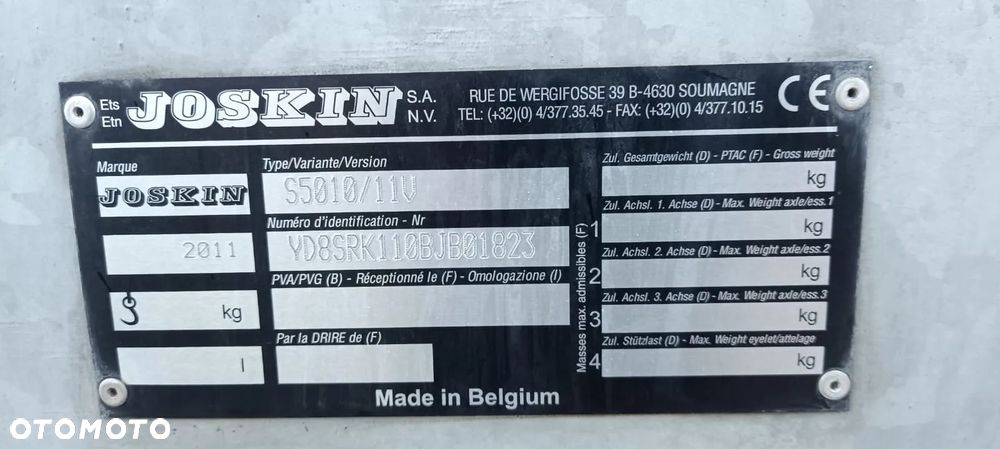 Ets
Etn
JOSKIN
S.A.
N.V.
RUE DE WERGIFOSSE 39 B-4630 SOUMAGNE
TEL: (+32)(0) 4/377.35.45 - FAX: (+32)(0) 4/377.10.15
CE
Marque
JOSKIN
2011
kg
l
Type/Variante/Version
S5010/11V
Numéro d'identification - Nr
YD8SRK110BJB01823
PVA/PVG (B) - Réceptionné le (F) - Omologazione (I)
Par la DRIRE de (F)
Masses max. admissibles (F)
Zul. Gesamtgewicht (D) - PTAC (F) - Gross weight
kg
Zul. Achsl. 1. Achse (D) - Max. Weight axle/ess.1
1 kg
Zul. Achsl. 2. Achse (D) - Max. Weight axle/ess.2
2 kg
Zul. Achsl. 3. Achse (D) - Max. Weight axle/ess.3
3 kg
Zul. Stützlast (D) - Max. Weight eyelet/attelage
4 kg
Made in Belgium
OTOMOTO